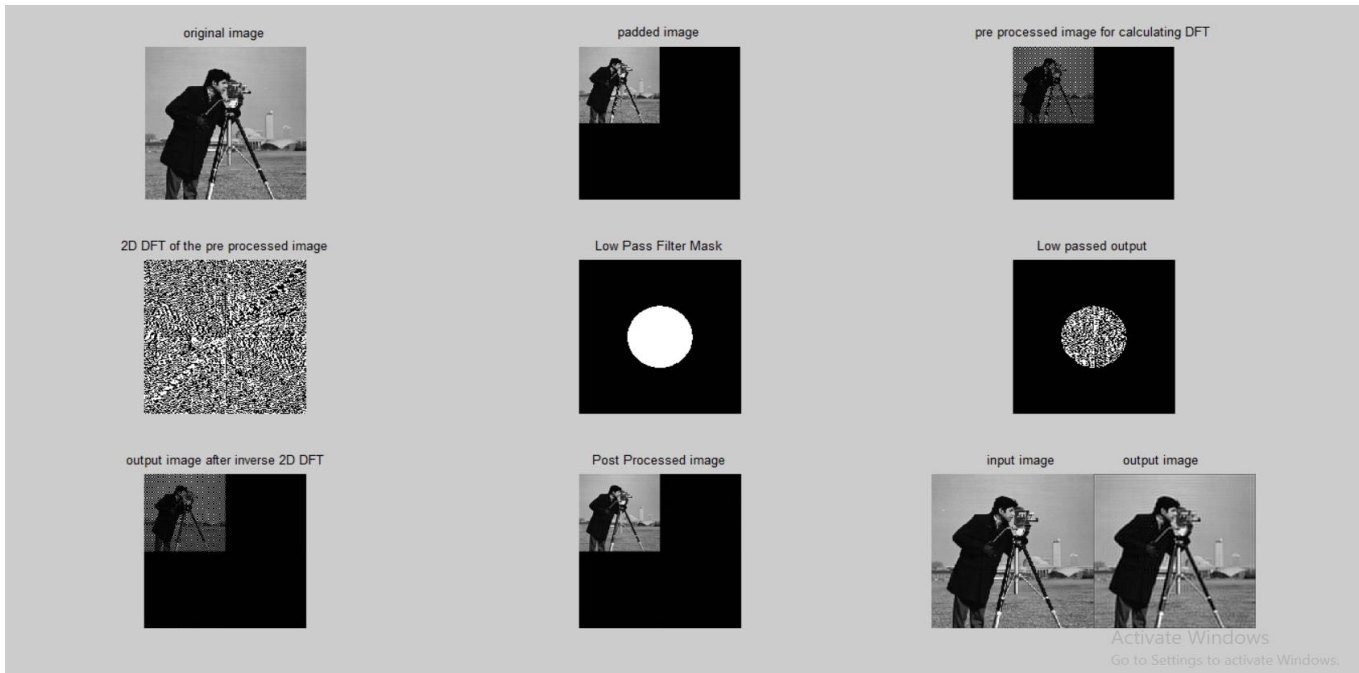 original image
padded image
pre processed image for calculating DFT
2D DFT of the pre processed image
Low Pass Filter Mask
Low passed output
output image after inverse 2D DFT
Post Processed image
input image
output image
Activate Windows
Go to Settings to activate Windows.